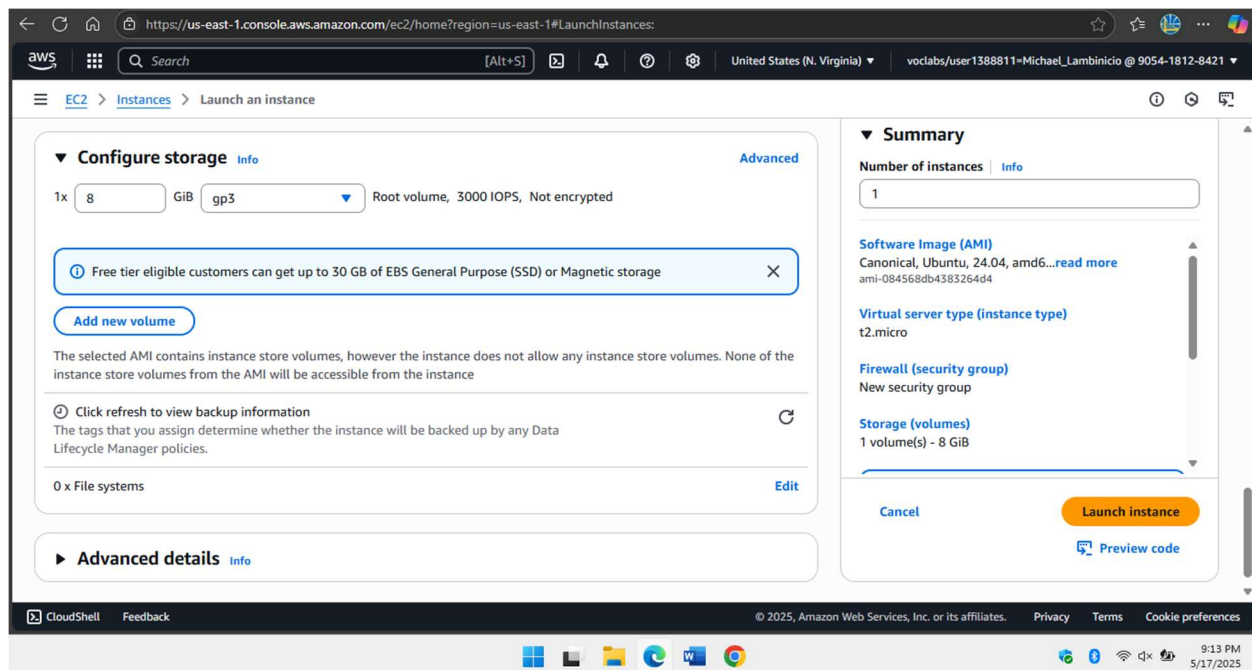 https://us-east-1.console.aws.amazon.com/ec2/home?region=us-east-1#LaunchInstances:
aws
Search [Alt+S]
United States (N. Virginia)
voclabs/user1388811=Michael_Lambinicio @ 9054-1812-8421
EC2 > Instances > Launch an instance
Configure storage Info
Advanced
1x 8 GiB gp3 Root volume, 3000 IOPS, Not encrypted
Free tier eligible customers can get up to 30 GB of EBS General Purpose (SSD) or Magnetic storage
Add new volume
The selected AMI contains instance store volumes, however the instance does not allow any instance store volumes. None of the
instance store volumes from the AMI will be accessible from the instance
Click refresh to view backup information
The tags that you assign determine whether the instance will be backed up by any Data
Lifecycle Manager policies.
0 x File systems
Edit
Advanced details Info
Summary
Number of instances Info
1
Software Image (AMI)
Canonical, Ubuntu, 24.04, amd6...read more
ami-084568db4383264d4
Virtual server type (instance type)
t2.micro
Firewall (security group)
New security group
Storage (volumes)
1 volume(s) - 8 GiB
Cancel
Launch instance
Preview code
CloudShell Feedback
© 2025, Amazon Web Services, Inc. or its affiliates. Privacy Terms Cookie preferences
9:13 PM
5/17/2025